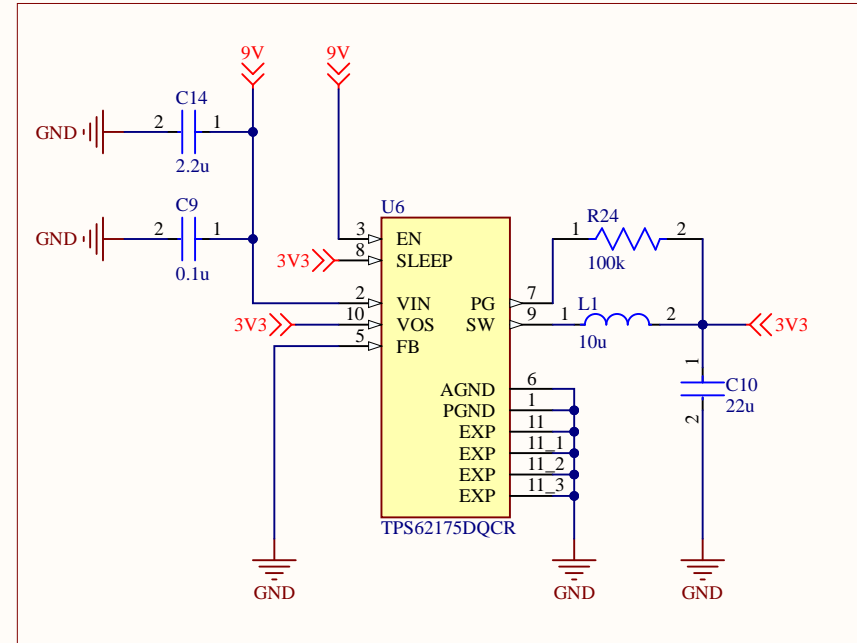 9V 9V
C14
GND 2 1
2.2u
C9
GND 2 1
0.1u
U6
3 EN
3V3 8 SLEEP
2 VIN
3V3 10 VOS
5 FB
PG 7
SW 9
AGND 6
PGND 1
EXP 11
EXP 11_1
EXP 11_2
EXP 11_3
TPS62175DQCR
R24
1 2
100k
L1
1 2
10u
3V3
1
C10
22u
2
GND GND GND